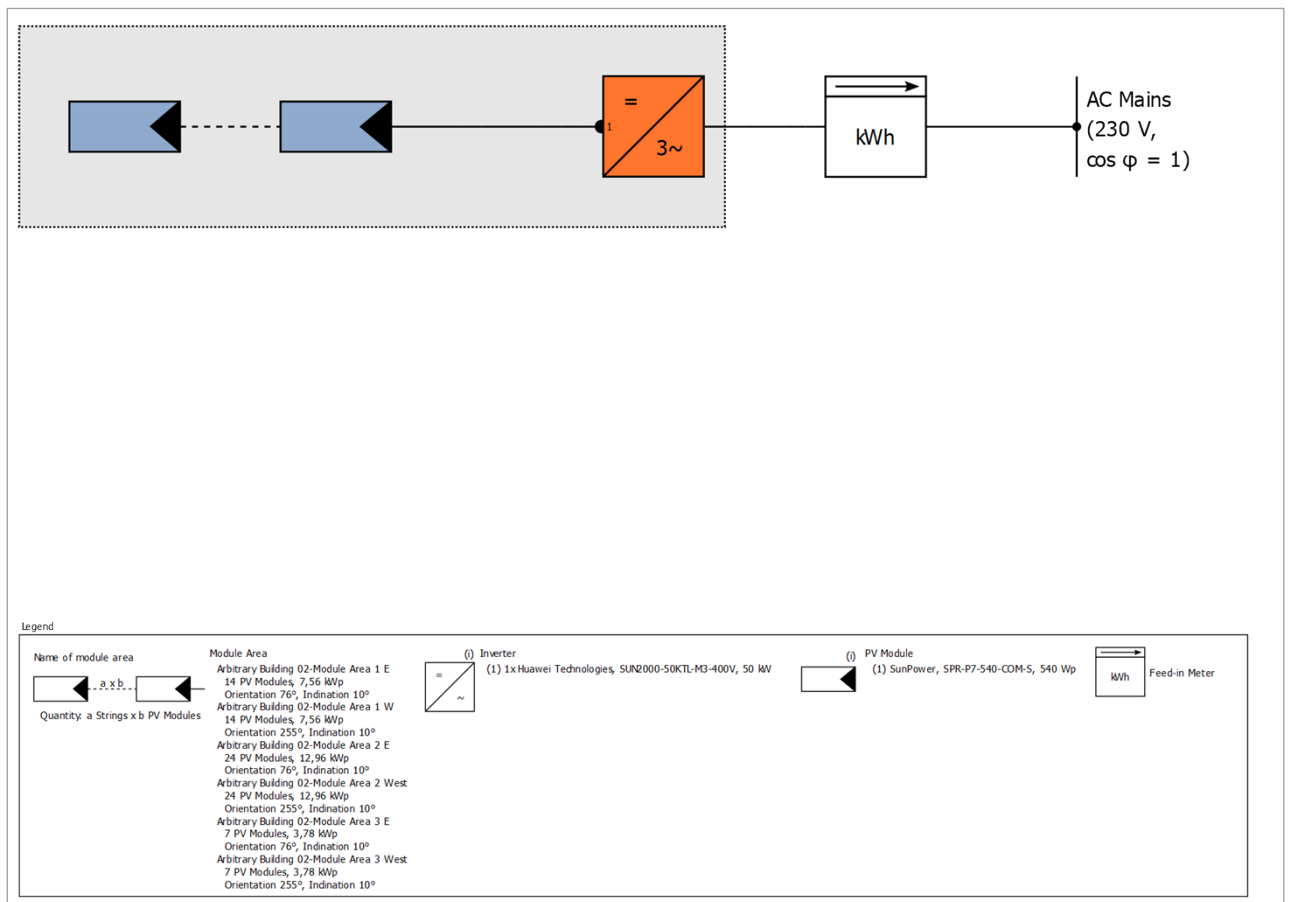 =
1
3~
kWh
AC Mains
(230 V,
cos φ = 1)
Legend
Name of module area
a x b
Quantity: a Strings x b PV Modules
Module Area
Arbitrary Building 02-Module Area 1 E
14 PV Modules, 7,56 kWp
Orientation 76°, Inclination 10°
Arbitrary Building 02-Module Area 1 W
14 PV Modules, 7,56 kWp
Orientation 255°, Inclination 10°
Arbitrary Building 02-Module Area 2 E
24 PV Modules, 12,96 kWp
Orientation 76°, Inclination 10°
Arbitrary Building 02-Module Area 2 West
24 PV Modules, 12,96 kWp
Orientation 255°, Inclination 10°
Arbitrary Building 02-Module Area 3 E
7 PV Modules, 3,78 kWp
Orientation 76°, Inclination 10°
Arbitrary Building 02-Module Area 3 West
7 PV Modules, 3,78 kWp
Orientation 255°, Inclination 10°
(i) Inverter
=
~
(1) 1x Huawei Technologies, SUN2000-50KTL-M3-400V, 50 kW
(i) PV Module
(1) SunPower, SPR-P7-540-COM-S, 540 Wp
kWh
Feed-in Meter